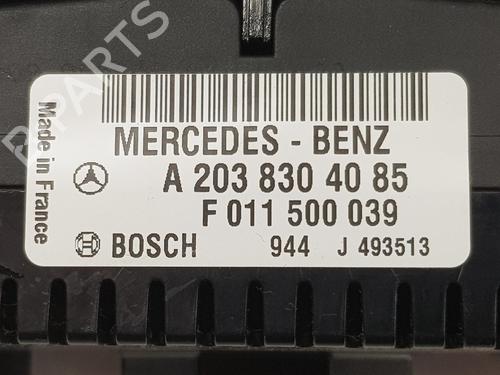 B-PARTS
Made in France
MERCEDES - BENZ
A 203 830 40 85
F 011 500 039
BOSCH 944 J 493513